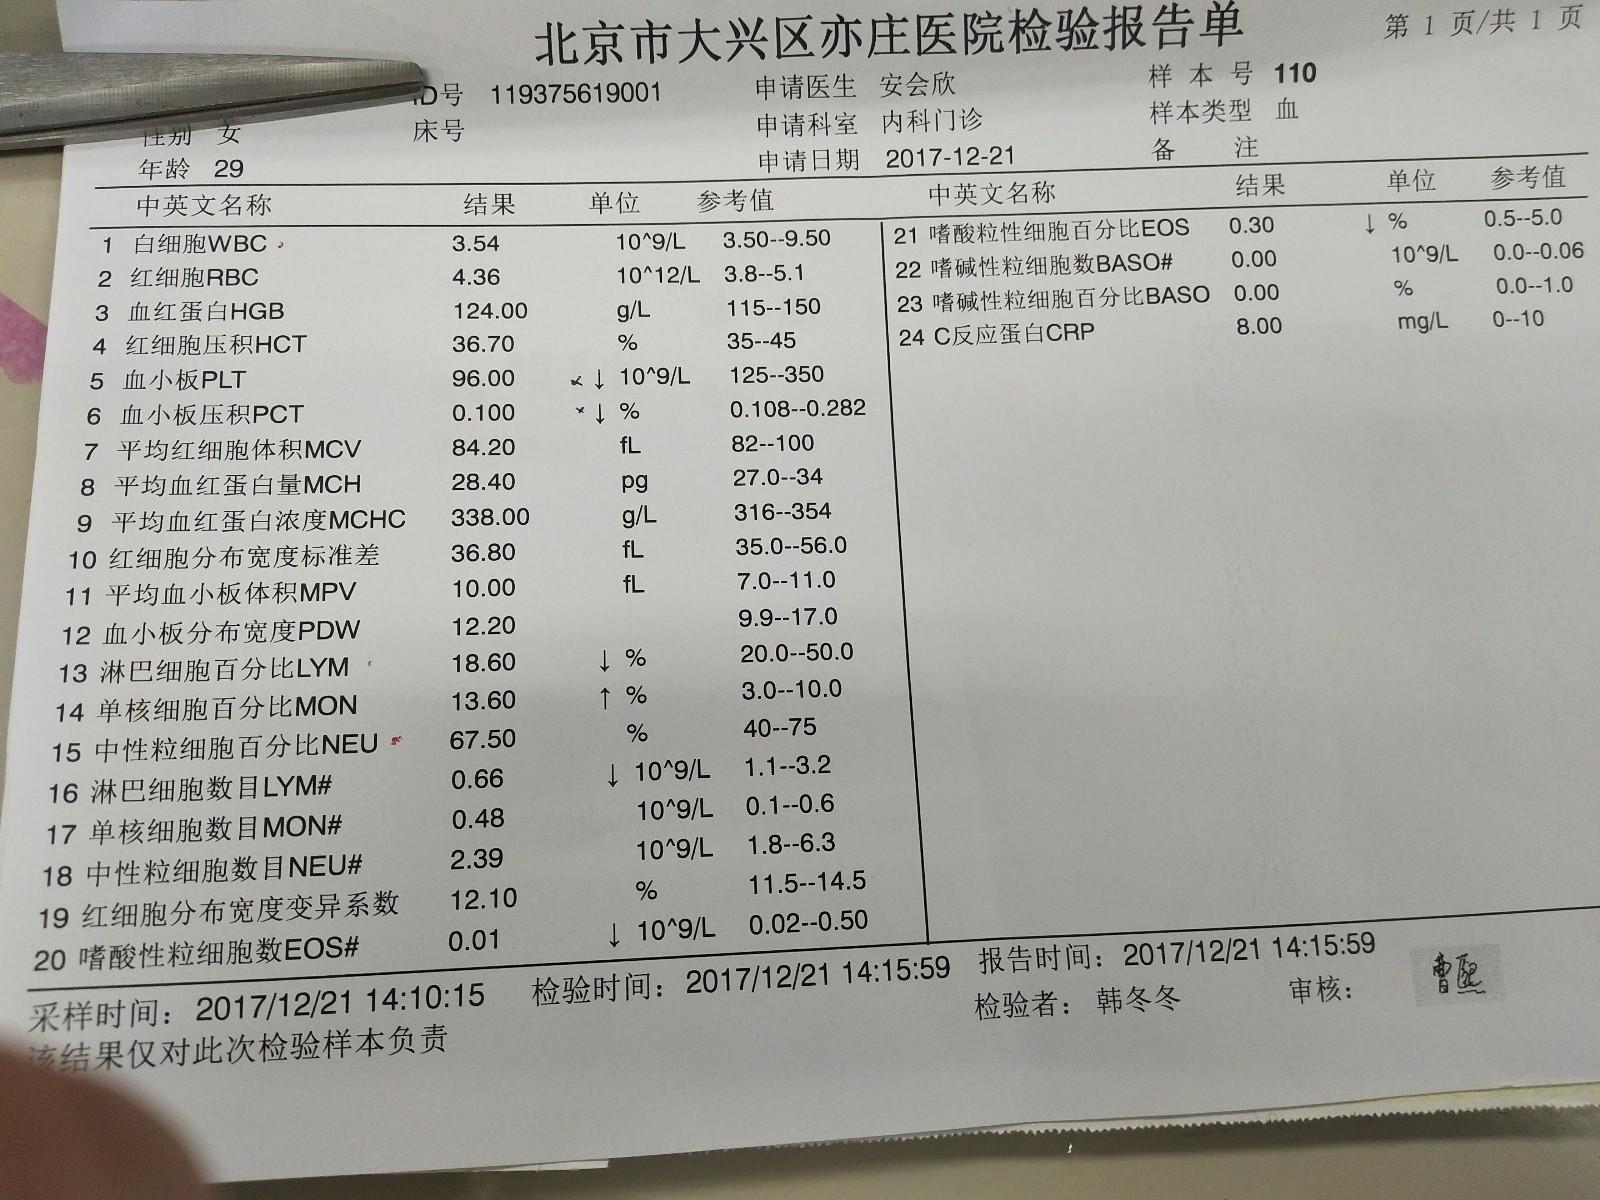 北京市大兴区亦庄医院检验报告单
第 1 页/共 1 页
ID号 119375619001 申请医生 安会欣 样 本 号 110
性别 女 床号 申请科室 内科门诊 样本类型 血
年龄 29 申请日期 2017-12-21 备 注
中英文名称 结果 单位 参考值 中英文名称 结果 单位 参考值
1 白细胞WBC 3.54 10^9/L 3.50--9.50
2 红细胞RBC 4.36 10^12/L 3.8--5.1
3 血红蛋白HGB 124.00 g/L 115--150
4 红细胞压积HCT 36.70 % 35--45
5 血小板PLT 96.00 ↓ 10^9/L 125--350
6 血小板压积PCT 0.100 ↓ % 0.108--0.282
7 平均红细胞体积MCV 84.20 fL 82--100
8 平均血红蛋白量MCH 28.40 pg 27.0--34
9 平均血红蛋白浓度MCHC 338.00 g/L 316--354
10 红细胞分布宽度标准差 36.80 fL 35.0--56.0
11 平均血小板体积MPV 10.00 fL 7.0--11.0
12 血小板分布宽度PDW 12.20 9.9--17.0
13 淋巴细胞百分比LYM 18.60 ↓ % 20.0--50.0
14 单核细胞百分比MON 13.60 ↑ % 3.0--10.0
15 中性粒细胞百分比NEU 67.50 % 40--75
16 淋巴细胞数目LYM# 0.66 ↓ 10^9/L 1.1--3.2
17 单核细胞数目MON# 0.48 10^9/L 0.1--0.6
18 中性粒细胞数目NEU# 2.39 10^9/L 1.8--6.3
19 红细胞分布宽度变异系数 12.10 % 11.5--14.5
20 嗜酸性粒细胞数EOS# 0.01 ↓ 10^9/L 0.02--0.50
21 嗜酸粒性细胞百分比EOS 0.30 ↓ % 0.5--5.0
22 嗜碱性粒细胞数BASO# 0.00 10^9/L 0.0--0.06
23 嗜碱性粒细胞百分比BASO 0.00 % 0.0--1.0
24 C反应蛋白CRP 8.00 mg/L 0--10
采样时间：2017/12/21 14:10:15 检验时间：2017/12/21 14:15:59 报告时间：2017/12/21 14:15:59
检验者： 韩冬冬 审核：
该结果仅对此次检验样本负责